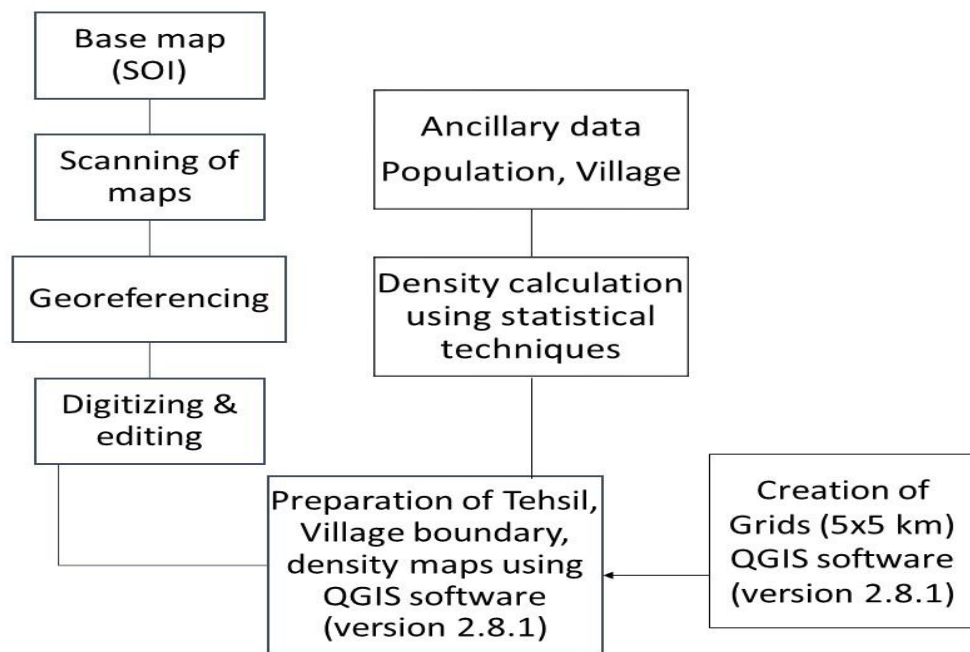 Base map
(SOI)
Scanning of
maps
Georeferencing
Digitizing &
editing
Ancillary data
Population, Village
Density calculation
using statistical
techniques
Preparation of Tehsil,
Village boundary,
density maps using
QGIS software
(version 2.8.1)
Creation of
Grids (5x5 km)
QGIS software
(version 2.8.1)